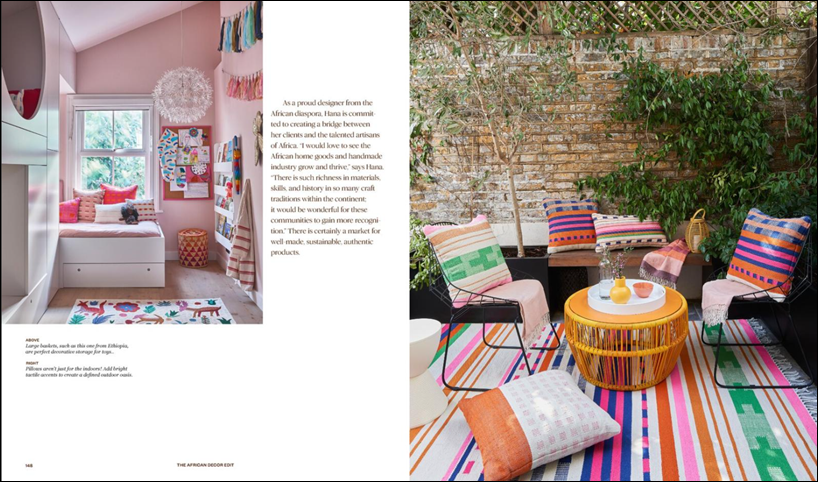 As a proud designer from the
African diaspora, Hana is commit-
ted to creating a bridge between
her clients and the talented artisans
of Africa. “I would love to see the
African home goods and handmade
industry grow and thrive,” says Hana.
“There is such richness in materials,
skills, and history in so many craft
traditions within the continent;
it would be wonderful for these
communities to gain more recogni-
tion.” There is certainly a market for
well-made, sustainable, authentic
products.
ABOVE
Large baskets, such as this one from Ethiopia,
are perfect decorative storage for toys..
RIGHT
Pillows aren't just for the indoors! Add bright
tactile accents to create a defined outdoor oasis.
148
THE AFRICAN DECOR EDIT